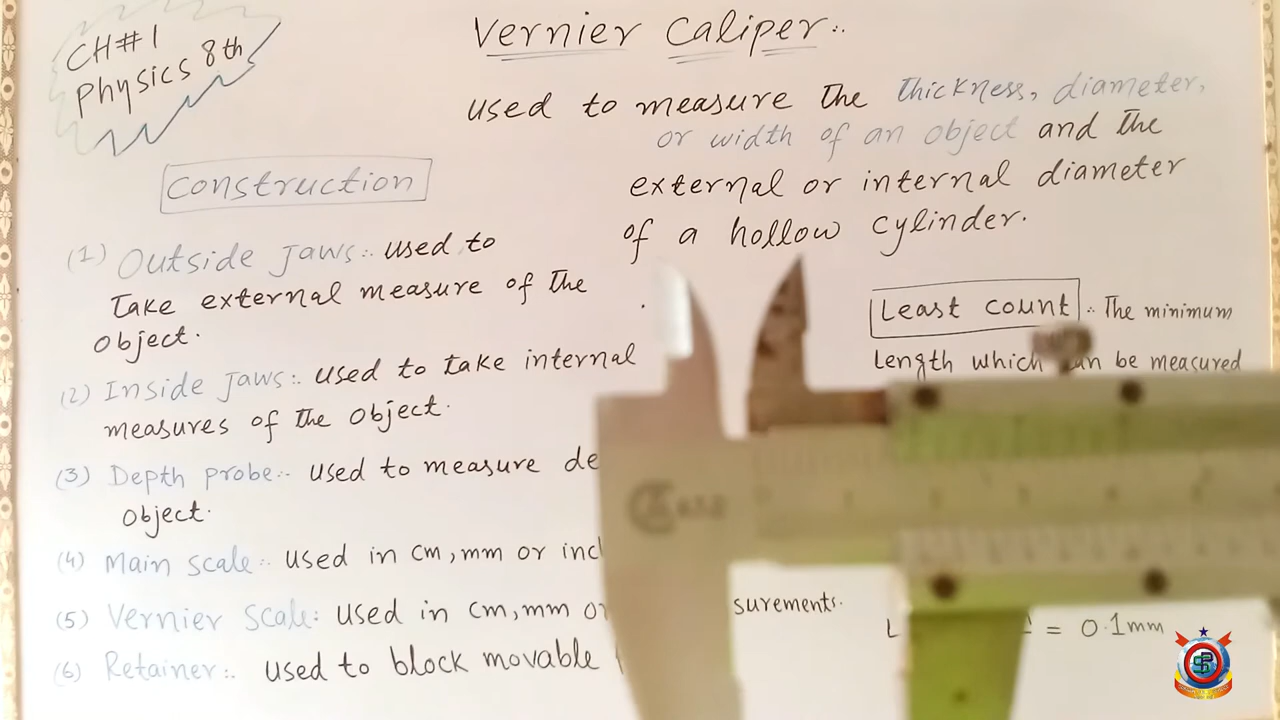 CH#1
Physics 8th
Vernier Caliper:.
used to measure the thickness, diameter,
or width of an object and the
external or internal diameter
of a hollow cylinder.
Construction
(1) Outside jaws:. used to
take external measure of the
object.
(2) Inside jaws:. used to take internal
measures of the object.
(3) Depth probe:.
used to measure
object.
(4) Main scale:. used in cm, mm or
(5) Vernier scale: used in cm, mm
(6) Retainer:. used to block movable
Least count:. The minimum
length which can be measured
= 0.1mm